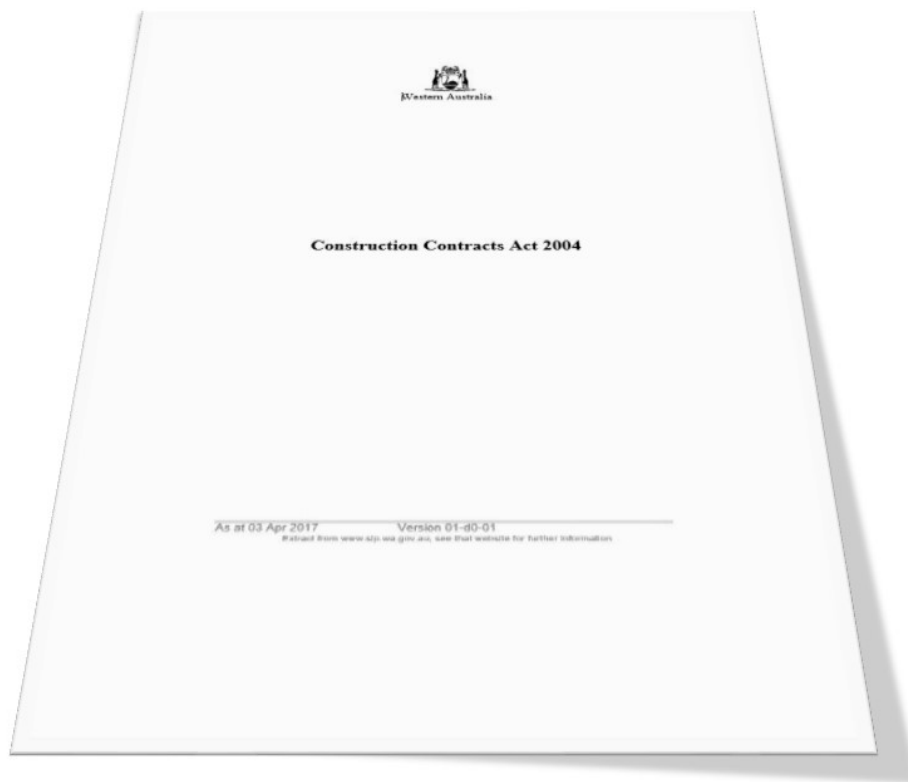 Western Australia
Construction Contracts Act 2004
As at 03 Apr 2017 Version 01-d0-01
Extract from www.slp.wa.gov.au, see that website for further information